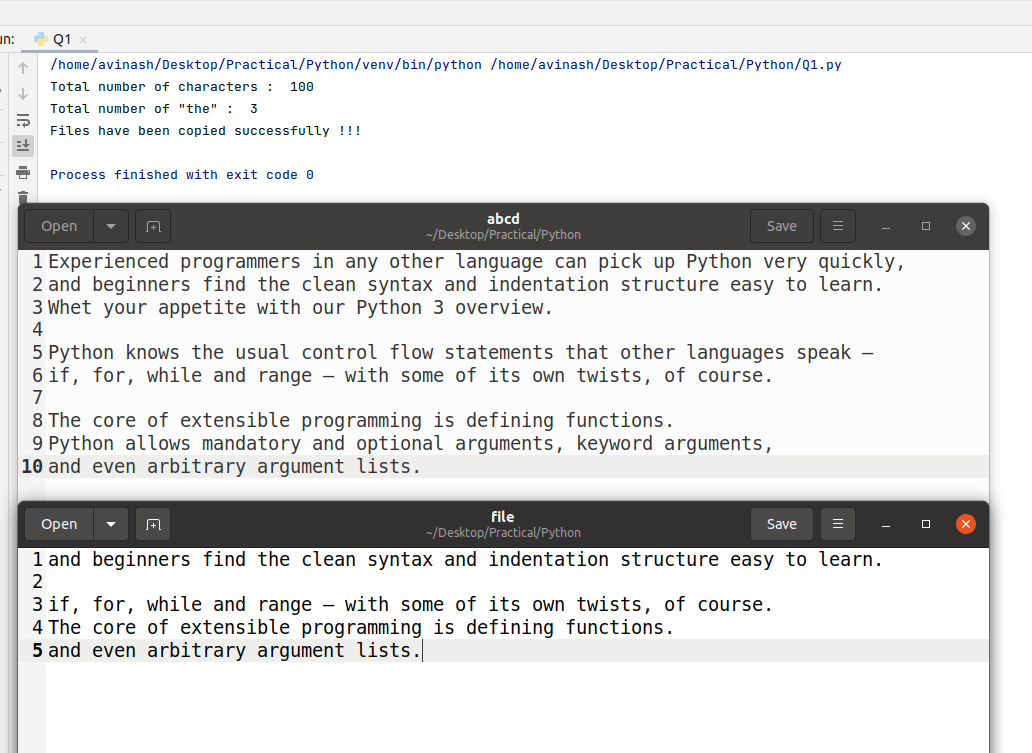 un:
Q1
/home/avinash/Desktop/Practical/Python/venv/bin/python /home/avinash/Desktop/Practical/Python/Q1.py
Total number of characters :  100
Total number of "the" :  3
Files have been copied successfully !!!
Process finished with exit code 0
Open
abcd
~/Desktop/Practical/Python
Save
1 Experienced programmers in any other language can pick up Python very quickly,
2 and beginners find the clean syntax and indentation structure easy to learn.
3 Whet your appetite with our Python 3 overview.
4
5 Python knows the usual control flow statements that other languages speak —
6 if, for, while and range — with some of its own twists, of course.
7
8 The core of extensible programming is defining functions.
9 Python allows mandatory and optional arguments, keyword arguments,
10 and even arbitrary argument lists.
Open
file
~/Desktop/Practical/Python
Save
1 and beginners find the clean syntax and indentation structure easy to learn.
2
3 if, for, while and range — with some of its own twists, of course.
4 The core of extensible programming is defining functions.
5 and even arbitrary argument lists.